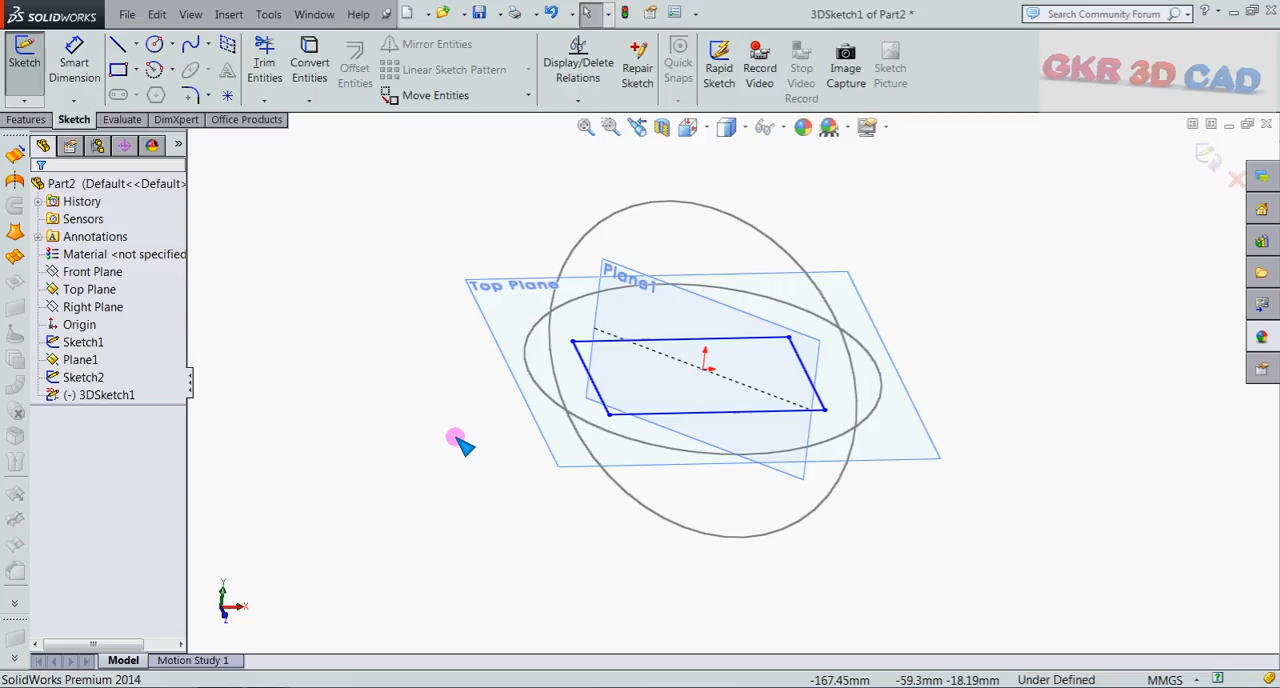 SOLIDWORKS File Edit View Insert Tools Window Help 3DSketch1 of Part2 * Search Community Forum
Sketch Smart Dimension Trim Entities Convert Entities Offset Entities Mirror Entities Linear Sketch Pattern Move Entities Display/Delete Relations Repair Sketch Quick Snaps Rapid Sketch Record Video Stop Video Record Image Capture Sketch Picture
GKR 3D CAD
Features Sketch Evaluate DimXpert Office Products
Part2 (Default<<Default>
History
Sensors
Annotations
Material <not specified
Front Plane
Top Plane
Right Plane
Origin
Sketch1
Plane1
Sketch2
(-) 3DSketch1
Top Plane
Plane1
Y
X
Z
Model Motion Study 1
SolidWorks Premium 2014 -167.45mm -59.3mm -18.19mm Under Defined MMGS